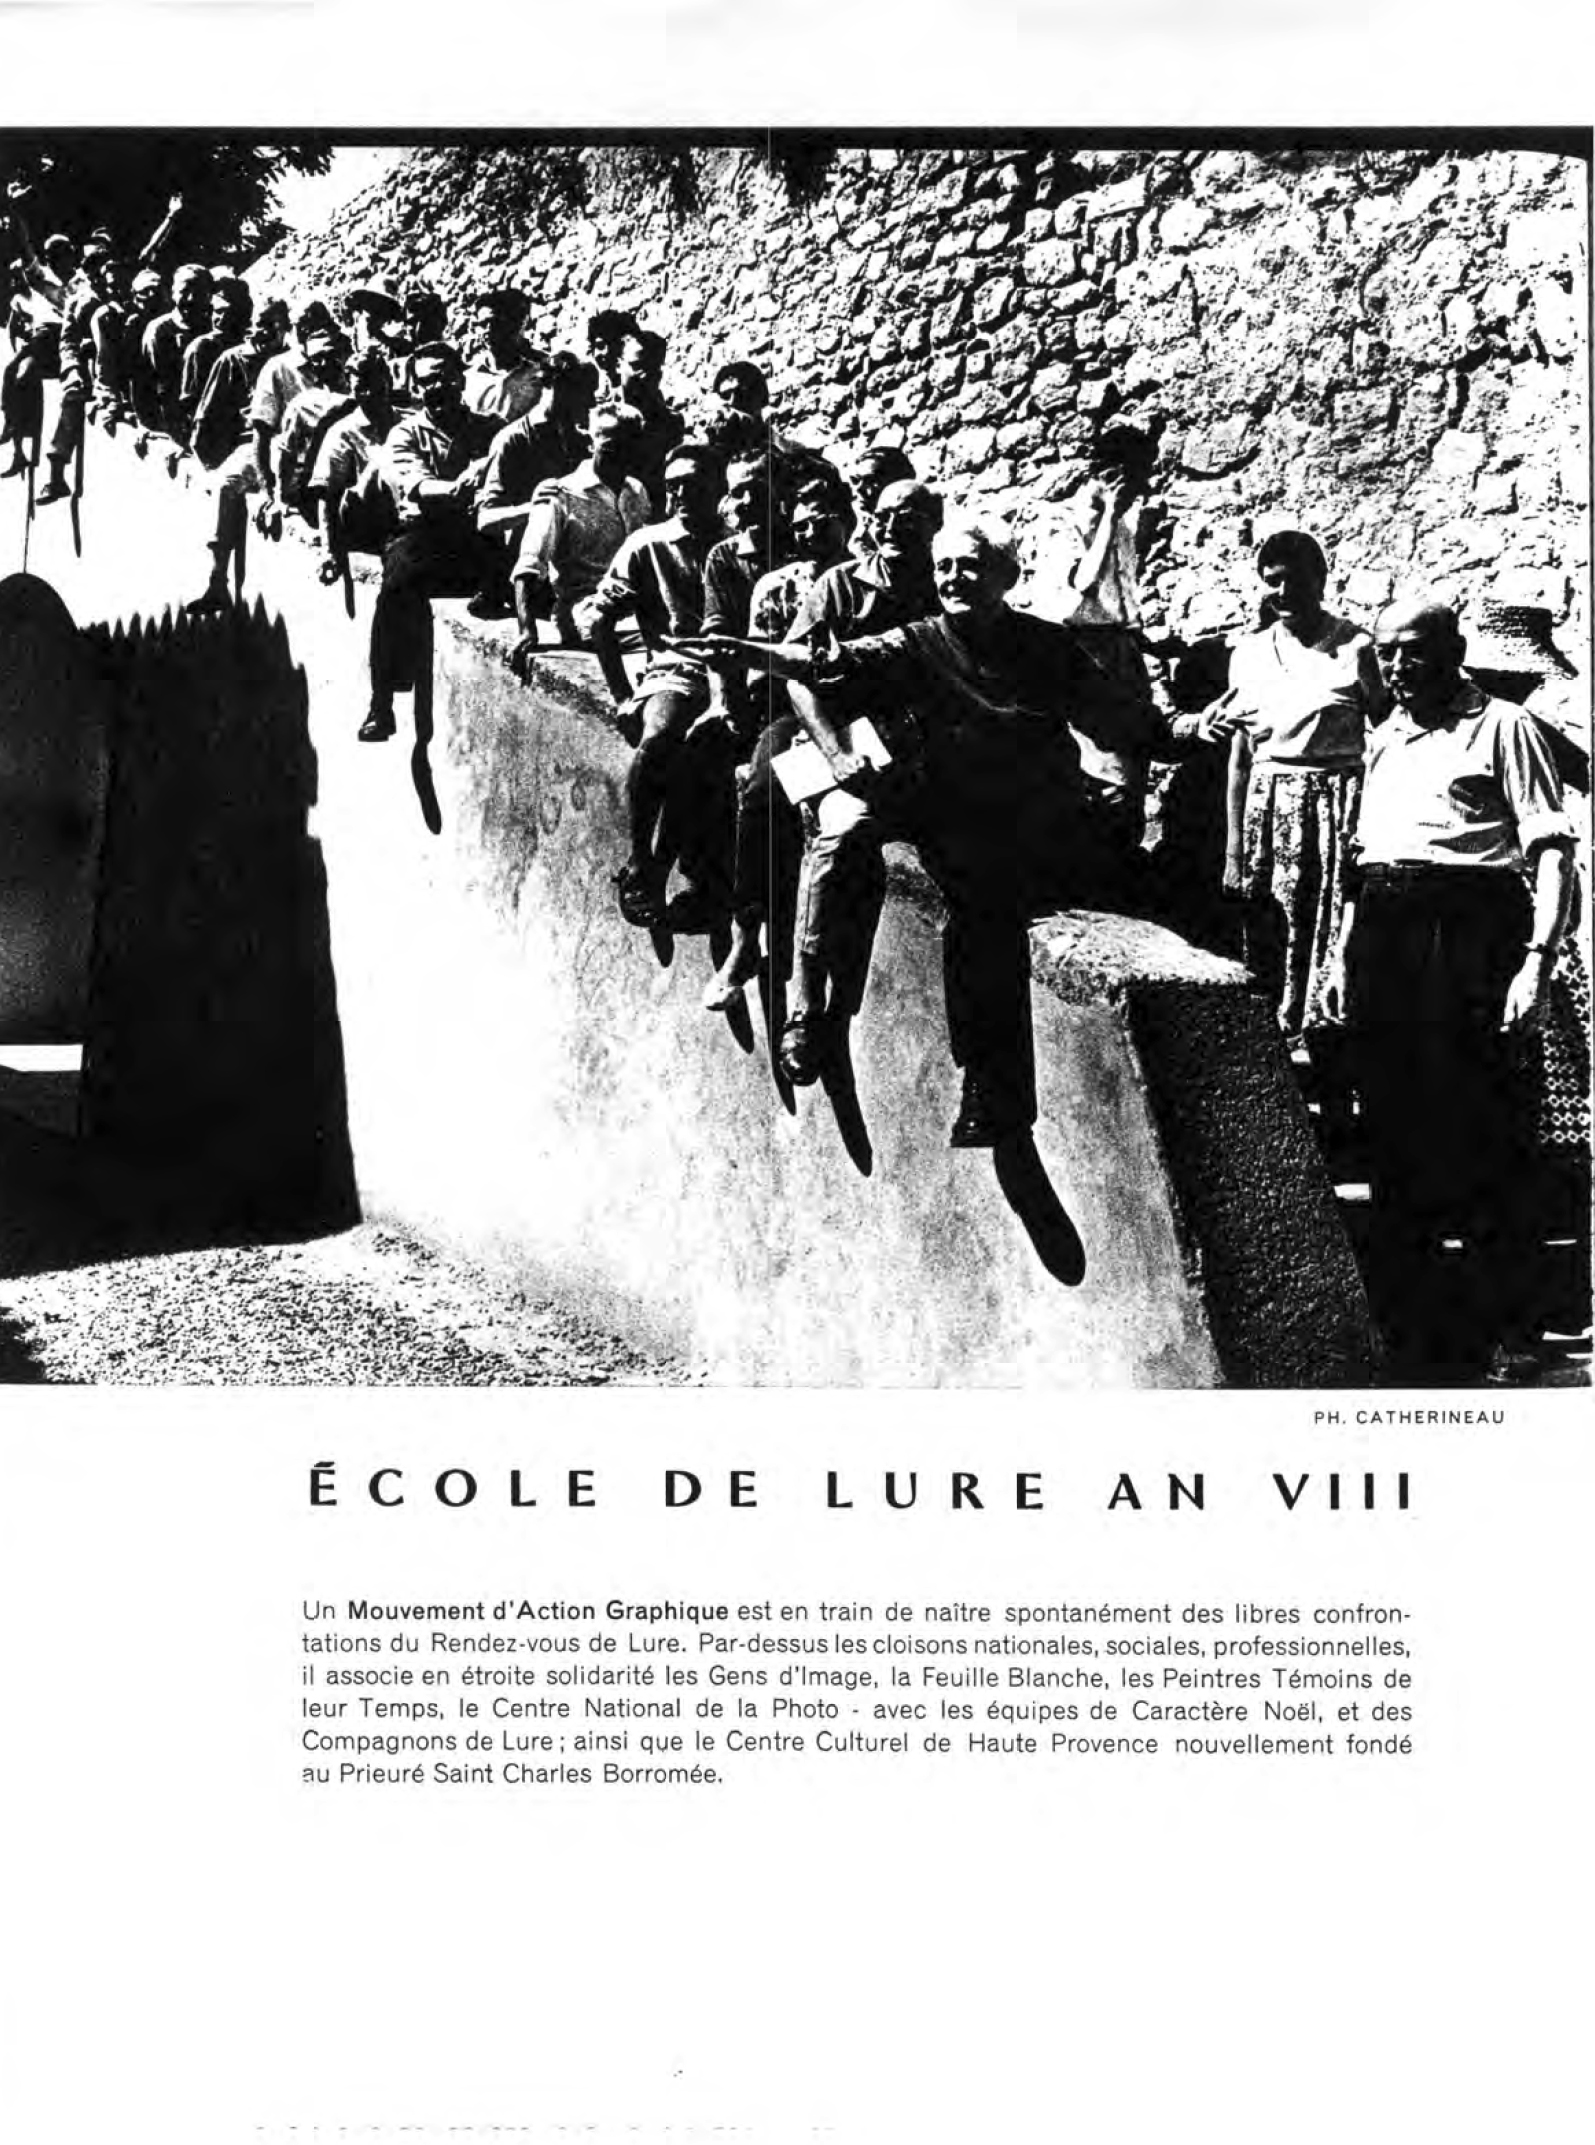 PH. CATHERINEAU
ÉCOLE DE LURE AN VIII
Un Mouvement d'Action Graphique est en train de naître spontanément des libres confron-
tations du Rendez-vous de Lure. Par-dessus les cloisons nationales, sociales, professionnelles,
il associe en étroite solidarité les Gens d'Image, la Feuille Blanche, les Peintres Témoins de
leur Temps, le Centre National de la Photo - avec les équipes de Caractère Noël, et des
Compagnons de Lure ; ainsi que le Centre Culturel de Haute Provence nouvellement fondé
au Prieuré Saint Charles Borromée.